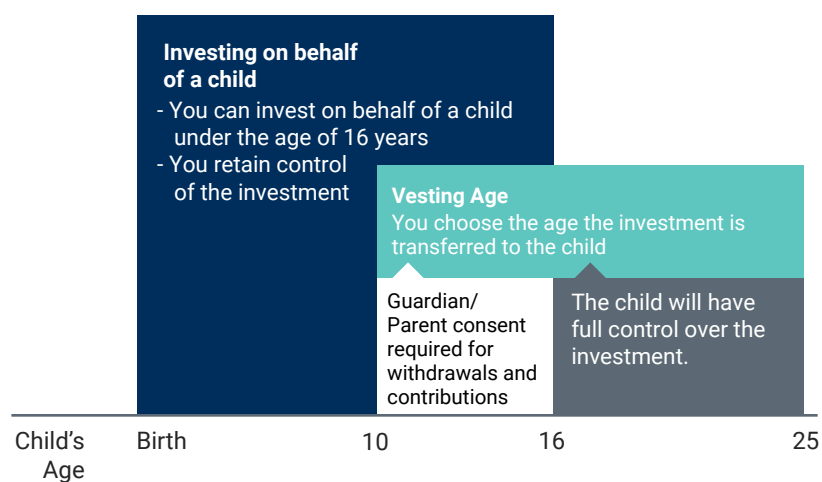 Investing on behalf
of a child
- You can invest on behalf of a child
under the age of 16 years
- You retain control
of the investment
Vesting Age
You choose the age the investment is
transferred to the child
Guardian/
Parent consent
required for
withdrawals and
contributions
The child will have
full control over the
investment.
Child's
Age
Birth
10
16
25